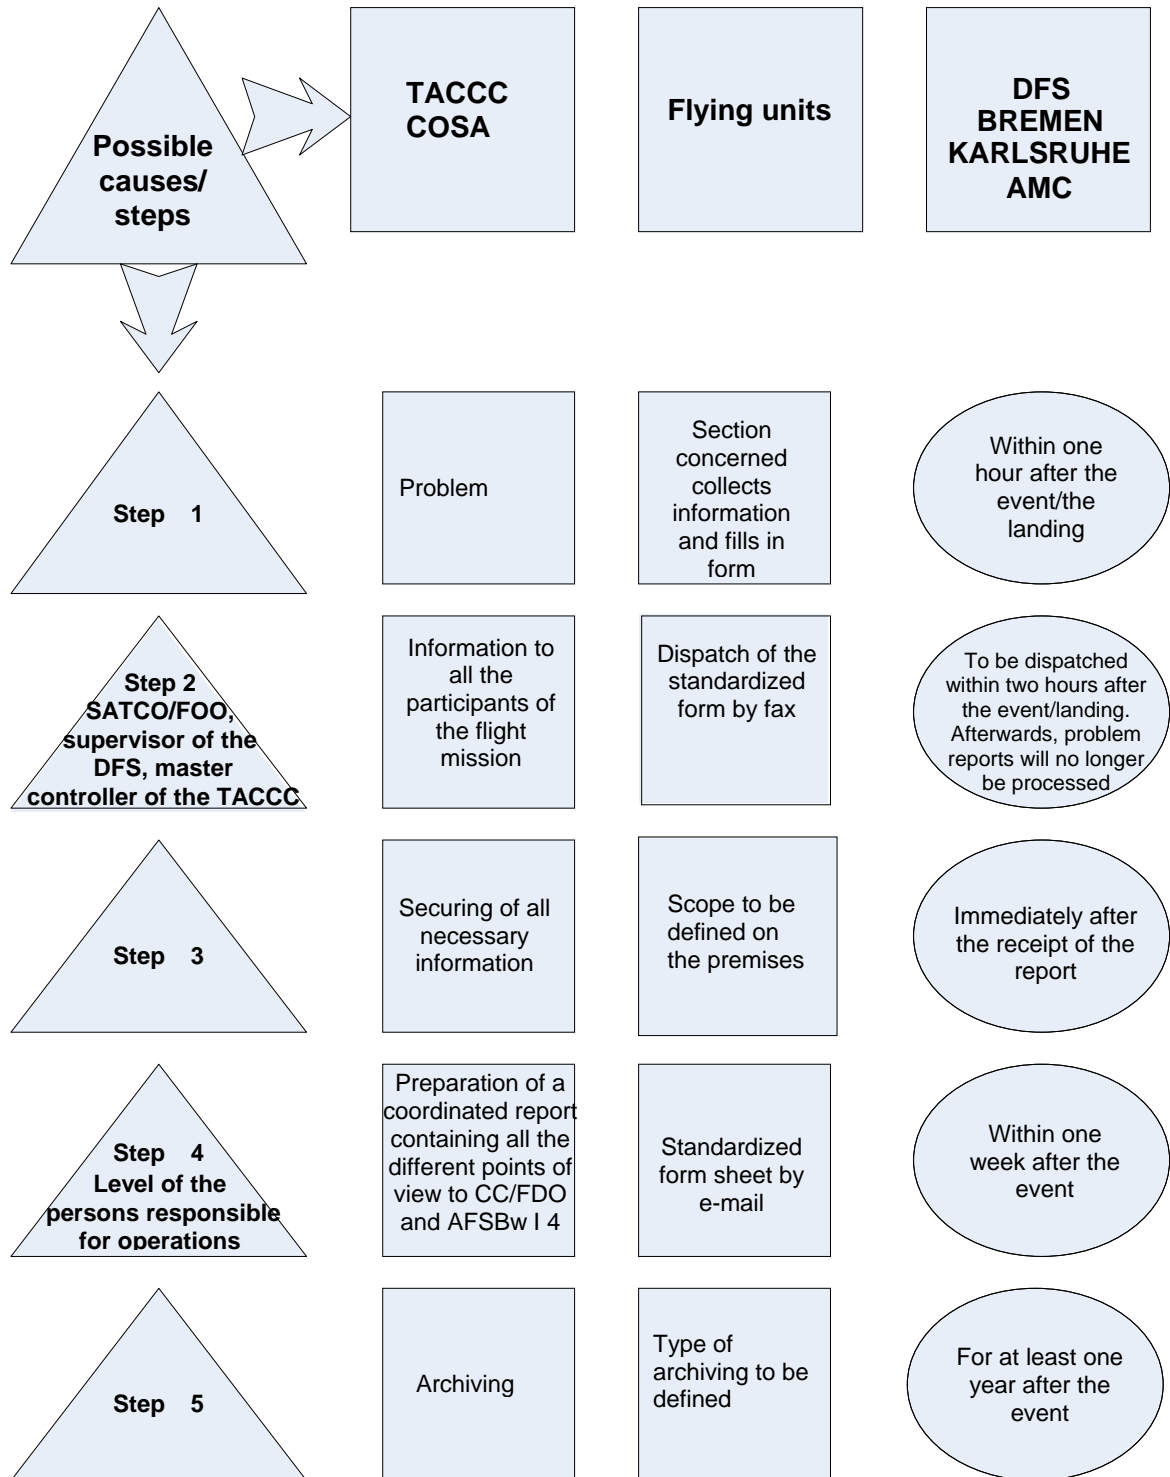 Possible
causes/
steps
TACCC
COSA
Flying units
DFS
BREMEN
KARLSRUHE
AMC
Step 1
Problem
Section
concerned
collects
information
and fills in
form
Within one
hour after the
event/the
landing
Step 2
SATCO/FOO,
supervisor of the
DFS, master
controller of the TACCC
Information to
all the
participants of
the flight
mission
Dispatch of the
standardized
form by fax
To be dispatched
within two hours after
the event/landing.
Afterwards, problem
reports will no longer
be processed
Step 3
Securing of all
necessary
information
Scope to be
defined on
the premises
Immediately after
the receipt of the
report
Step 4
Level of the
persons responsible
for operations
Preparation of a
coordinated report
containing all the
different points of
view to CC/FDO
and AFSBw I 4
Standardized
form sheet by
e-mail
Within one
week after the
event
Step 5
Archiving
Type of
archiving to be
defined
For at least one
year after the
event